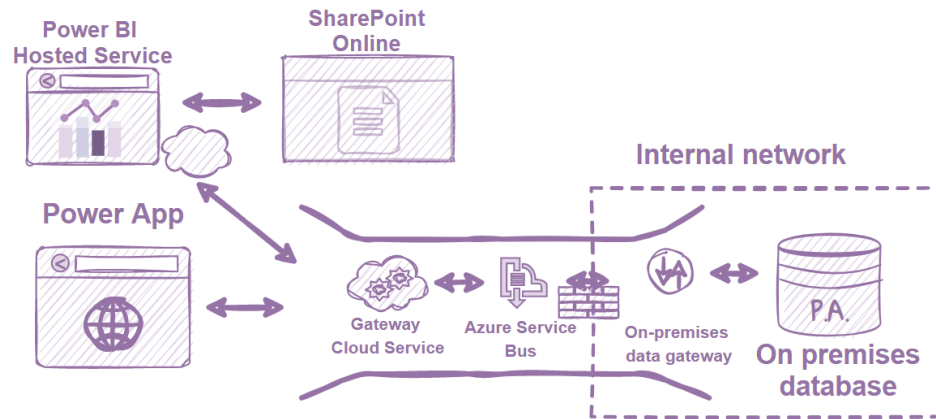 Power BI
Hosted Service
SharePoint
Online
Internal network
Power App
Gateway
Cloud Service
Azure Service
Bus
On-premises
data gateway
P.A.
On premises
database